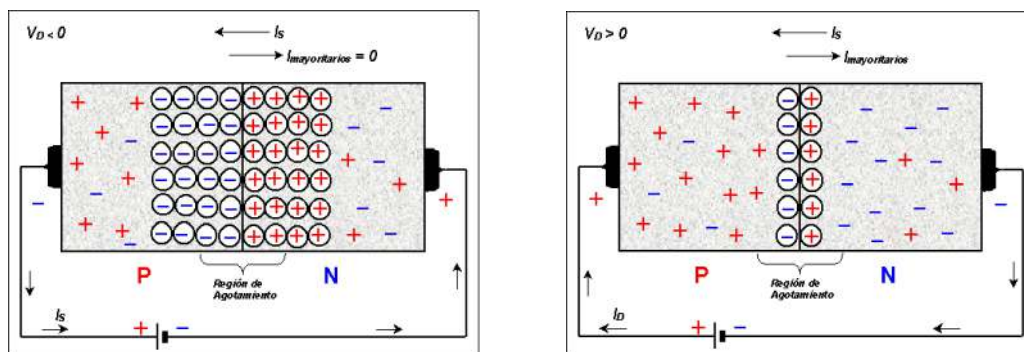 V_D < 0
I_S
I_mayoritarios = 0
P
N
Región de
Agotamiento
I_S
+ −
V_D > 0
I_S
I_mayoritarios
P
N
Región de
Agotamiento
I_D
+ −